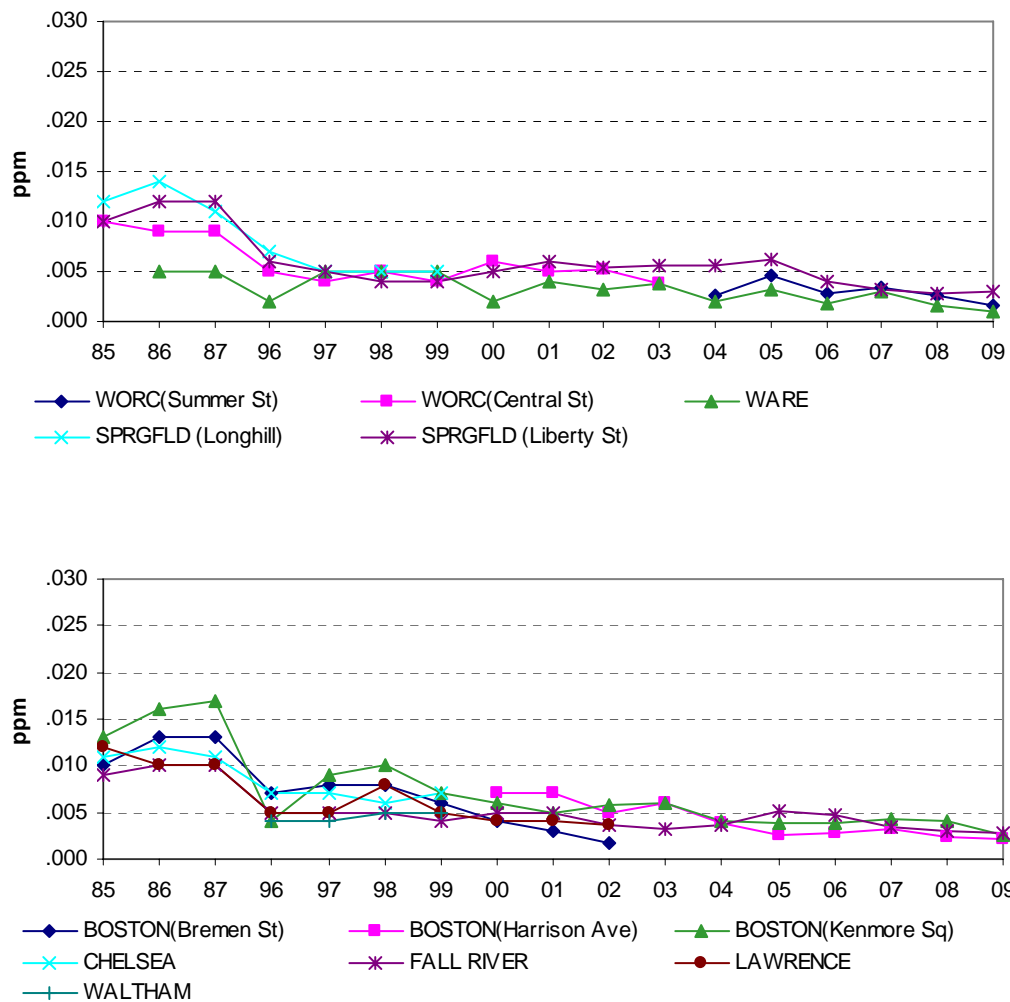 .030
.025
.020
.015
.010
.005
.000
ppm
85 86 87 96 97 98 99 00 01 02 03 04 05 06 07 08 09
WORC(Summer St) WORC(Central St) WARE
SPRGFLD (Longhill) SPRGFLD (Liberty St)
.030
.025
.020
.015
.010
.005
.000
ppm
85 86 87 96 97 98 99 00 01 02 03 04 05 06 07 08 09
BOSTON(Bremen St) BOSTON(Harrison Ave) BOSTON(Kenmore Sq)
CHELSEA FALL RIVER LAWRENCE
WALTHAM